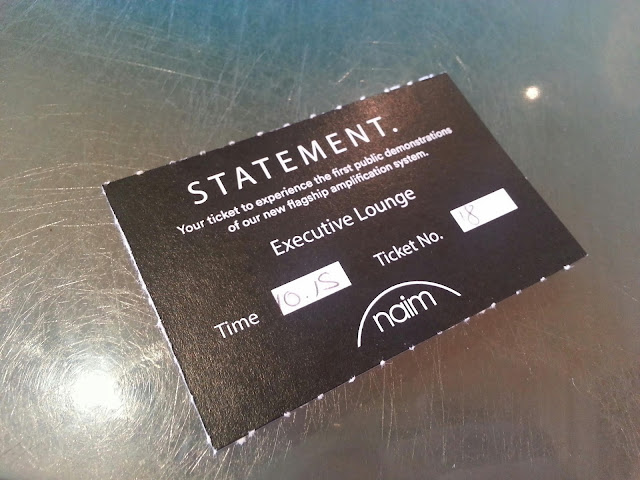 STATEMENT.
Your ticket to experience the first public demonstrations
of our new flagship amplification system.
Executive Lounge
Time 10.15 Ticket No. 18
naim